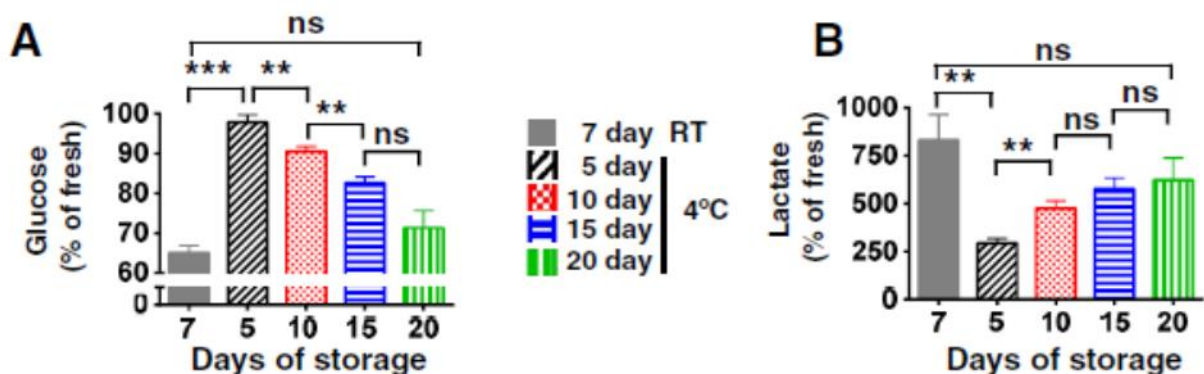 A
ns
*** **
**
ns
Glucose
(% of fresh)
100
90
80
70
60
0
7 5 10 15 20
Days of storage
7 day RT
5 day
10 day
15 day
20 day
4°C
B
ns
**
ns
ns
**
Lactate
(% of fresh)
1000
750
500
250
0
7 5 10 15 20
Days of storage